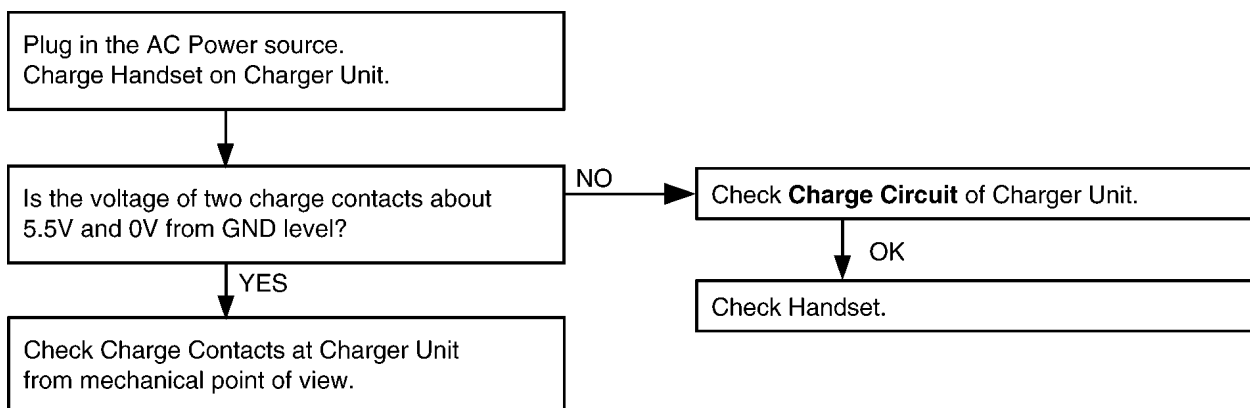 Plug in the AC Power source.
Charge Handset on Charger Unit.
Is the voltage of two charge contacts about
5.5V and 0V from GND level?
NO
Check Charge Circuit of Charger Unit.
OK
Check Handset.
YES
Check Charge Contacts at Charger Unit
from mechanical point of view.